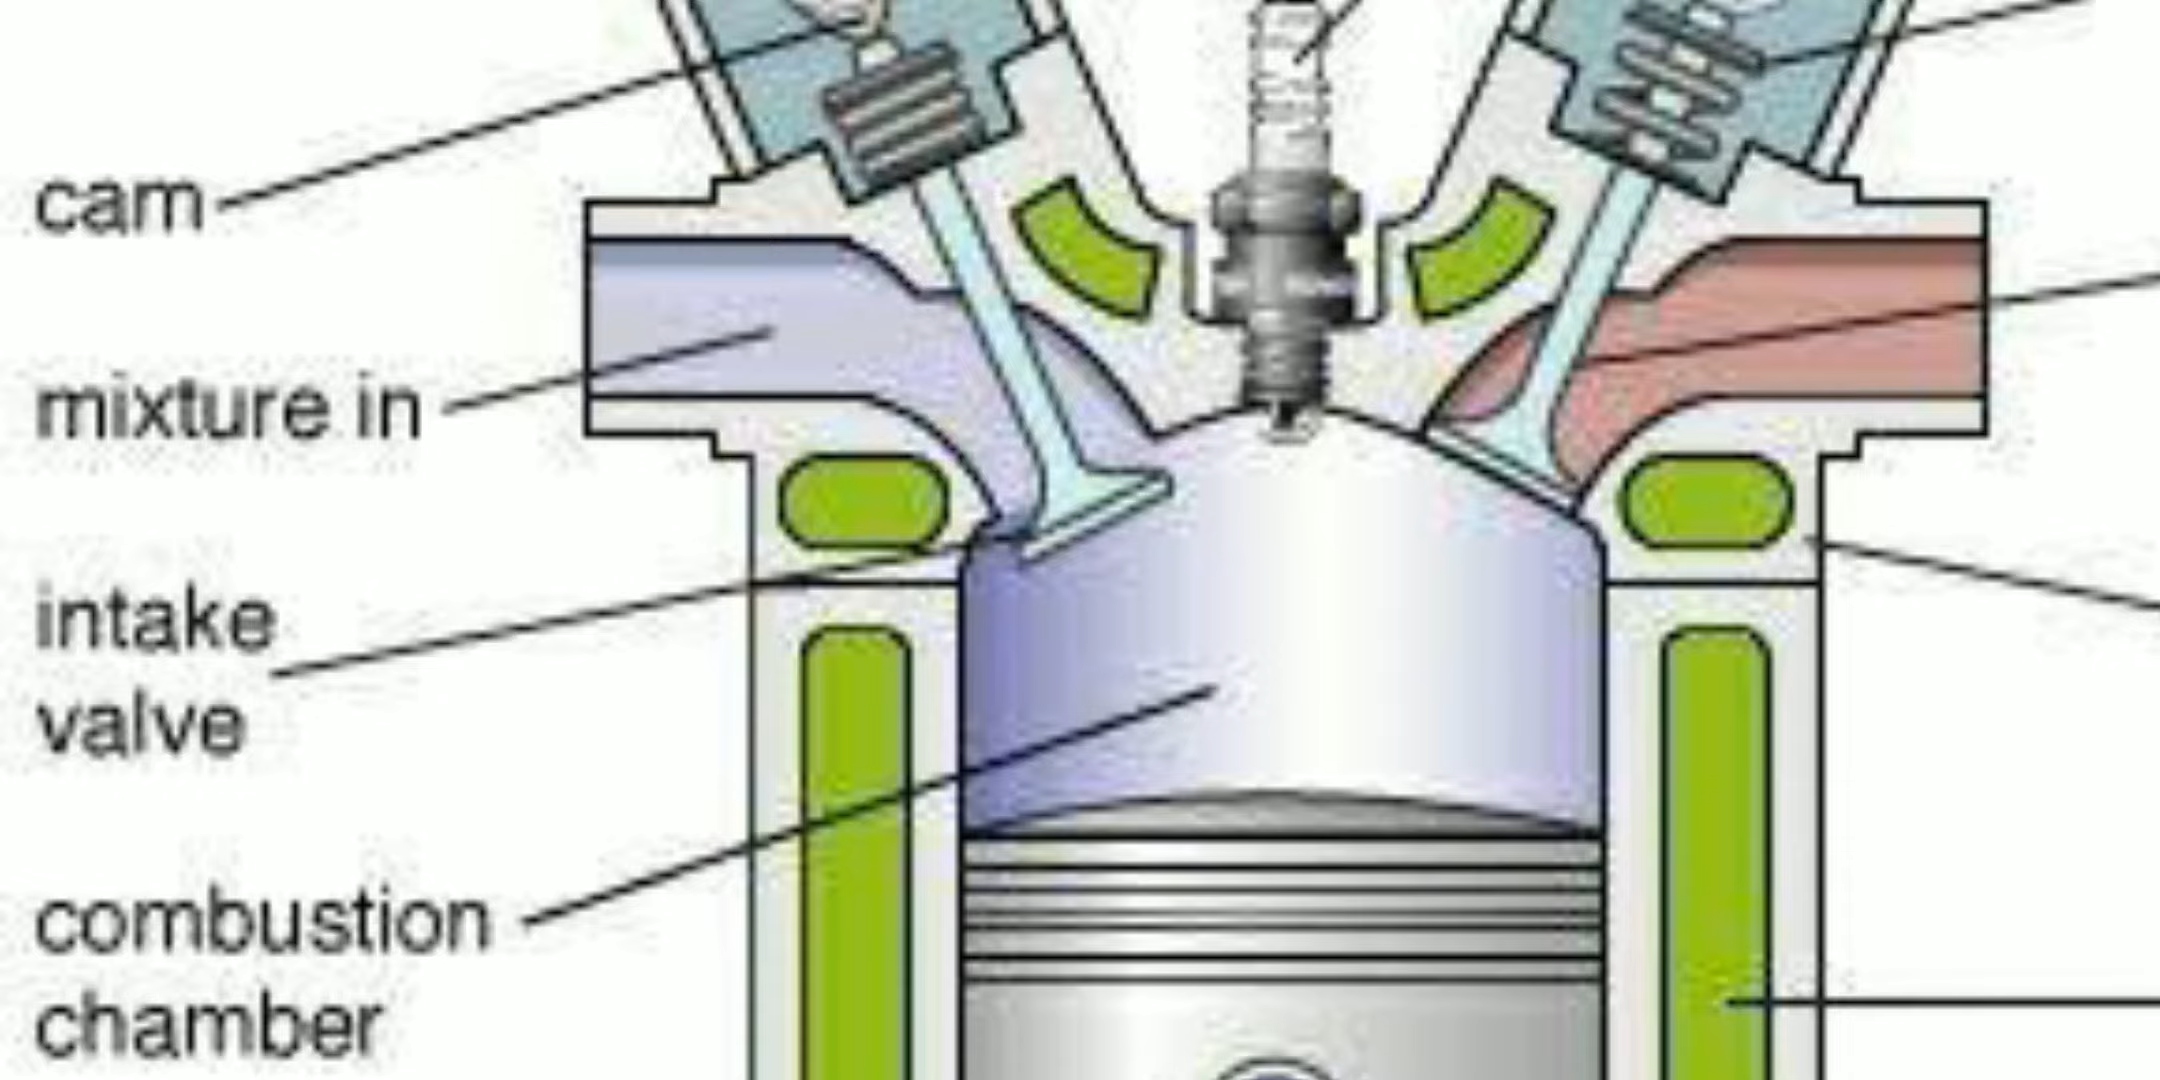 cam
mixture in
intake
valve
combustion
chamber